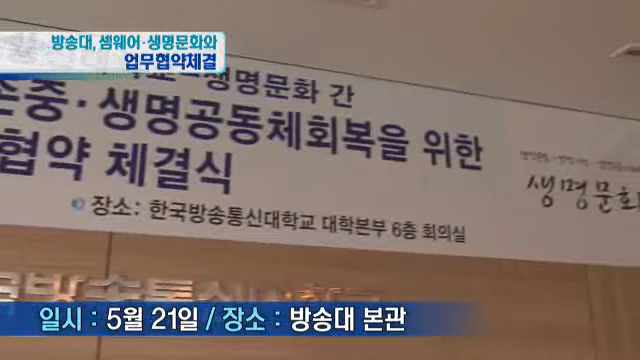 방송대, 셈웨어·생명문화와
업무협약체결
생명문화 간
존중·생명공동체회복을 위한
협약 체결식
장소: 한국방송통신대학교 대학본부 6층 회의실
생명문화
방송통신
일시 : 5월 21일 / 장소 : 방송대 본관